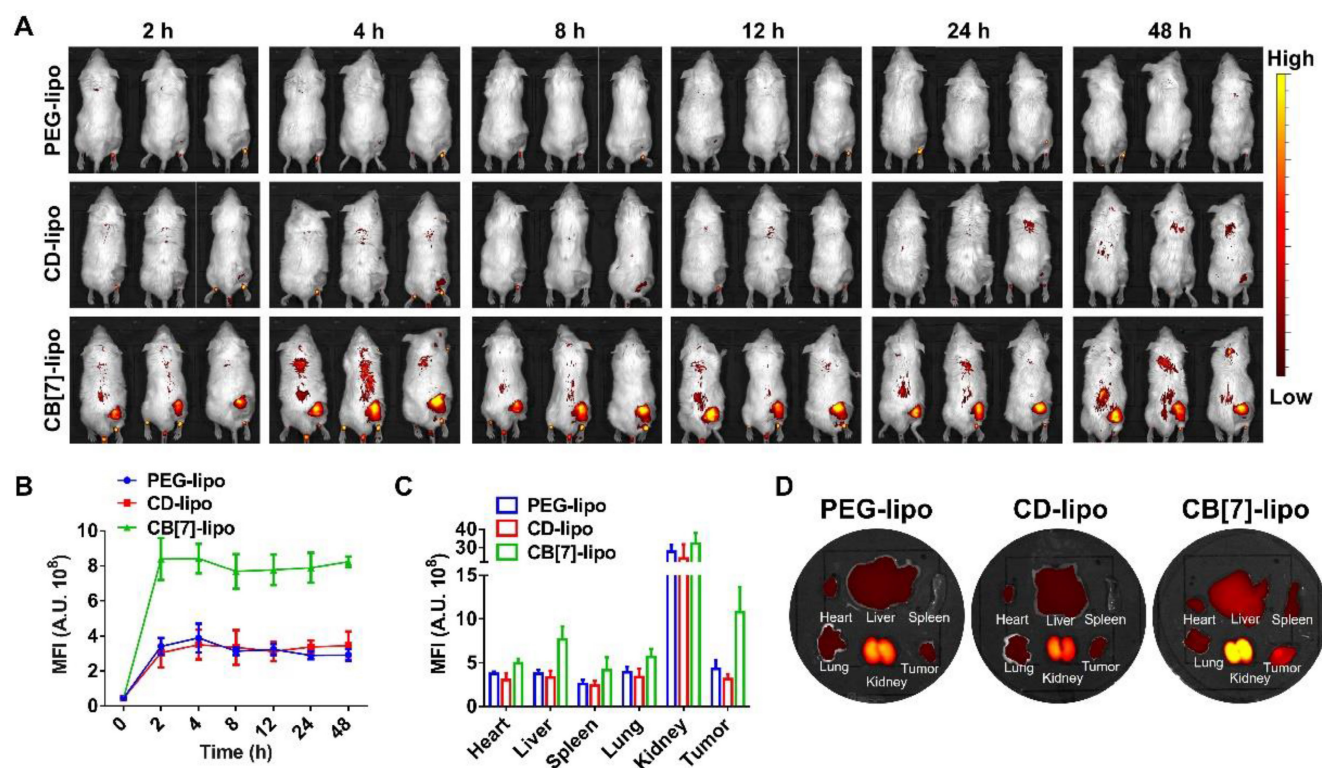 A
2 h 4 h 8 h 12 h 24 h 48 h
PEG-lipo
CD-lipo
CB[7]-lipo
High
Low
B
PEG-lipo
CD-lipo
CB[7]-lipo
MFI (A.U. 10⁸)
10
8
6
4
2
0
0 2 4 8 12 24 48
Time (h)
C
PEG-lipo
CD-lipo
CB[7]-lipo
MFI (A.U. 10⁸)
40
30
15
10
5
0
Heart Liver Spleen Lung Kidney Tumor
D
PEG-lipo CD-lipo CB[7]-lipo
Heart Liver Spleen
Lung Kidney Tumor
Heart Liver Spleen
Lung Kidney Tumor
Heart Liver Spleen
Lung Kidney Tumor